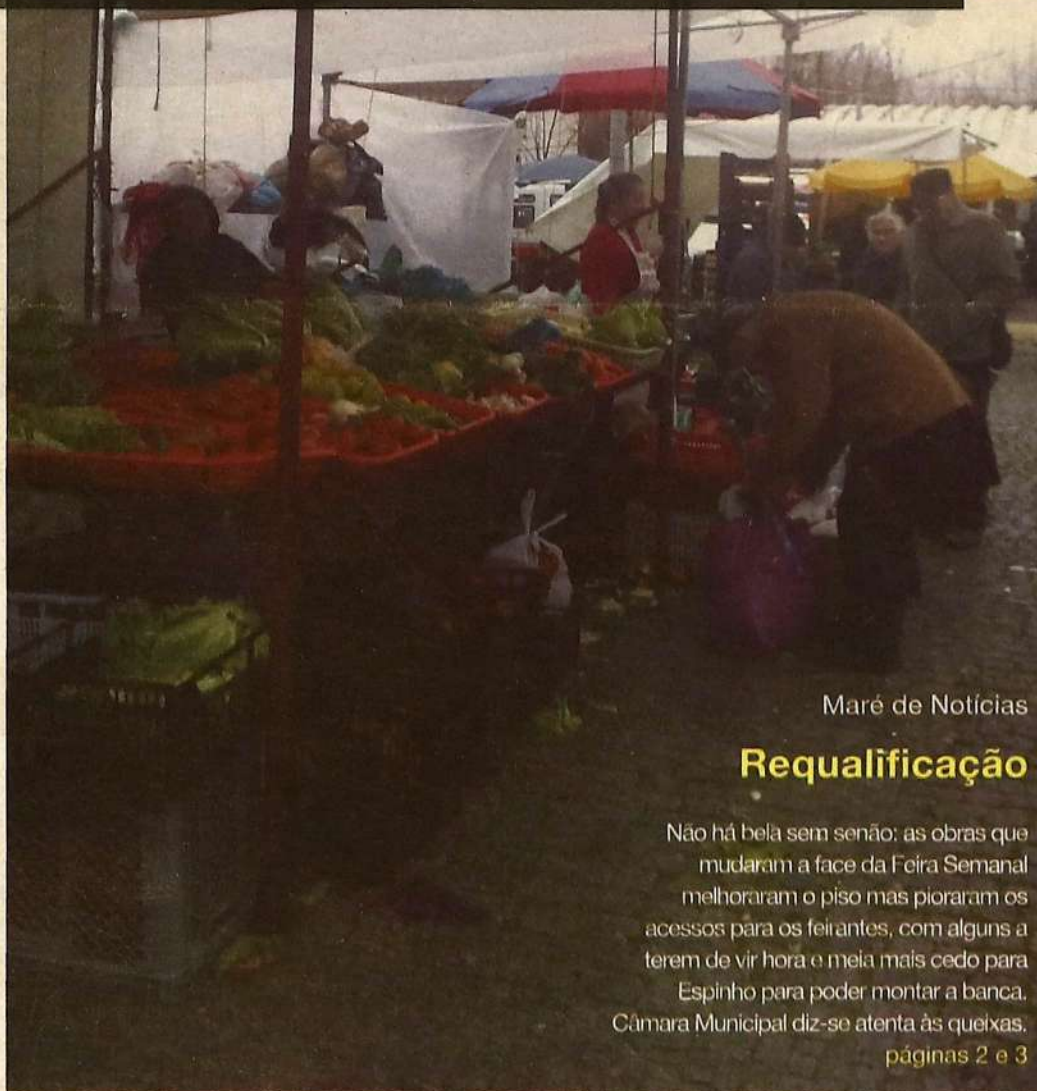 Maré de Notícias
Requalificação
Não há bela sem senão: as obras que
mudaram a face da Feira Semanal
melhoraram o piso mas pioraram os
acessos para os feirantes, com alguns a
terem de vir hora e meia mais cedo para
Espinho para poder montar a banca.
Câmara Municipal diz-se atenta às queixas.
páginas 2 e 3